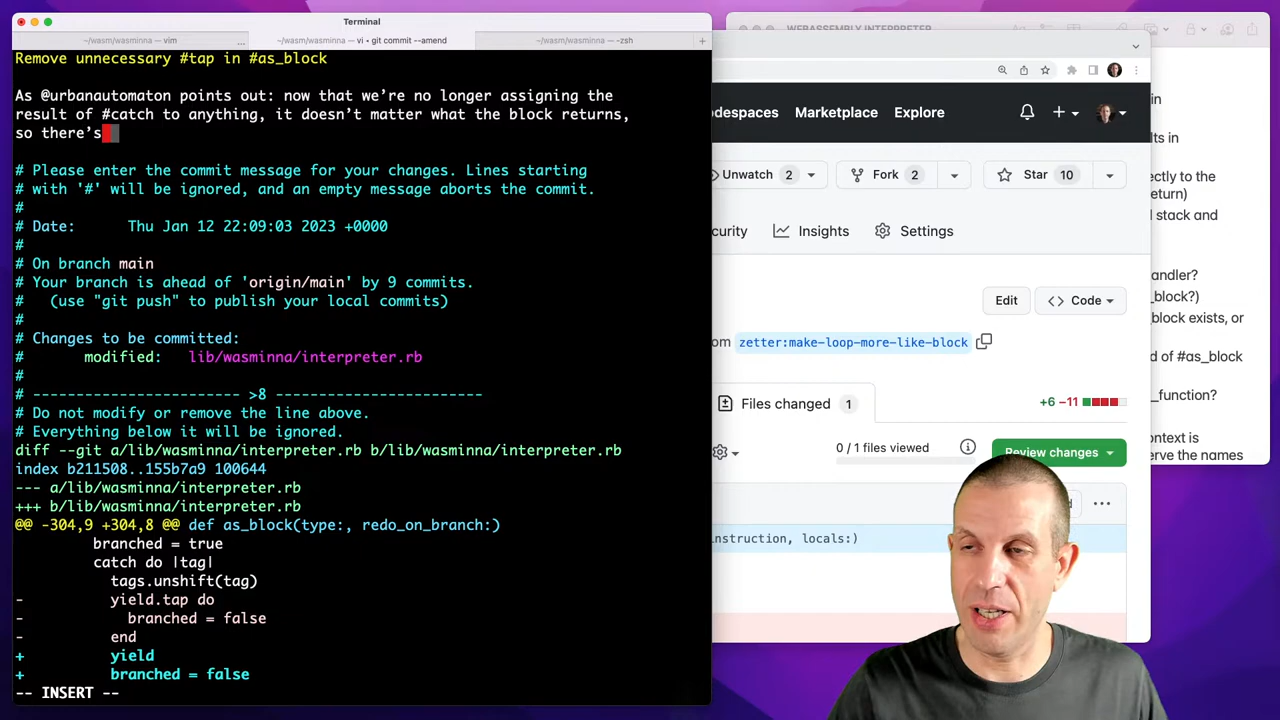 Terminal
WEBASSEMBLY INTERPRETER
~/wasm/wasminna — vim
...
~/wasm/wasminna — vi • git commit --amend
~/wasm/wasminna — -zsh
+
Remove unnecessary #tap in #as_block
As @urbanautomaton points out: now that we’re no longer assigning the
result of #catch to anything, it doesn’t matter what the block returns,
so there’s
# Please enter the commit message for your changes. Lines starting
# with '#' will be ignored, and an empty message aborts the commit.
#
# Date: Thu Jan 12 22:09:03 2023 +0000
#
# On branch main
# Your branch is ahead of 'origin/main' by 9 commits.
# (use "git push" to publish your local commits)
#
# Changes to be committed:
# modified: lib/wasminna/interpreter.rb
#
# ------------------------ >8 ------------------------
# Do not modify or remove the line above.
# Everything below it will be ignored.
diff --git a/lib/wasminna/interpreter.rb b/lib/wasminna/interpreter.rb
index b211508..155b7a9 100644
--- a/lib/wasminna/interpreter.rb
+++ b/lib/wasminna/interpreter.rb
@@ -304,9 +304,8 @@ def as_block(type:, redo_on_branch:)
branched = true
catch do |tag|
tags.unshift(tag)
- yield.tap do
- branched = false
- end
+ yield
+ branched = false
-- INSERT --
odespaces Marketplace Explore
Unwatch 2
Fork 2
Star 10
curity Insights Settings
Edit
Code
om zetter:make-loop-more-like-block
Files changed 1
+6 −11
0 / 1 files viewed
Review changes
nstruction, locals:)
in
ults in
ectly to the
eturn)
d stack and
andler?
_block?)
_block exists, or
d of #as_block
_function?
ontext is
erve the names